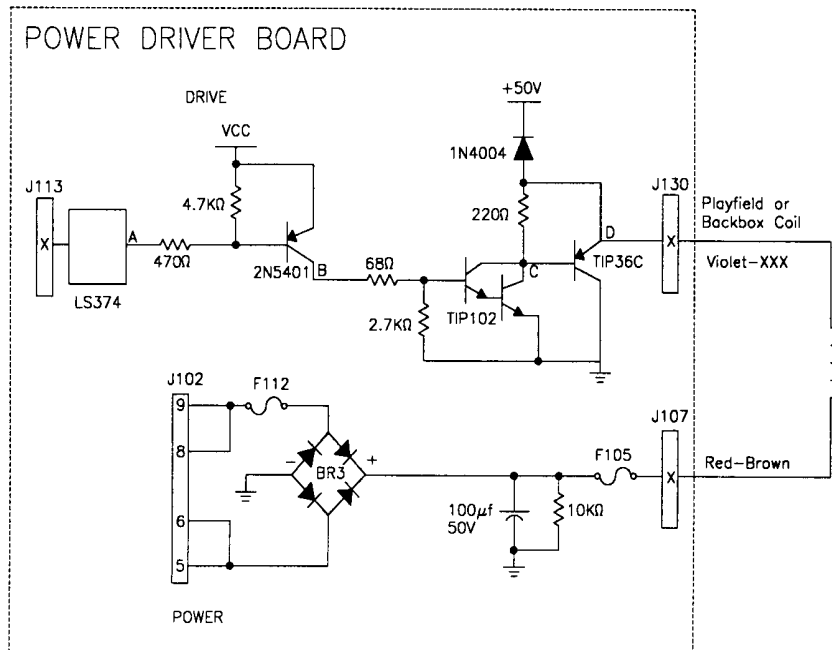 POWER DRIVER BOARD
DRIVE
+50V
VCC
1N4004
J113
J130
Playfield or
Backbox Coil
4.7KΩ
220Ω
X
A
D
X
470Ω
2N5401
B
68Ω
C
TIP36C
Violet-XXX
LS374
2.7KΩ
TIP102
J102
F112
J107
9
8
- BR3 +
F105
Red-Brown
X
100µf
50V
10KΩ
6
5
POWER